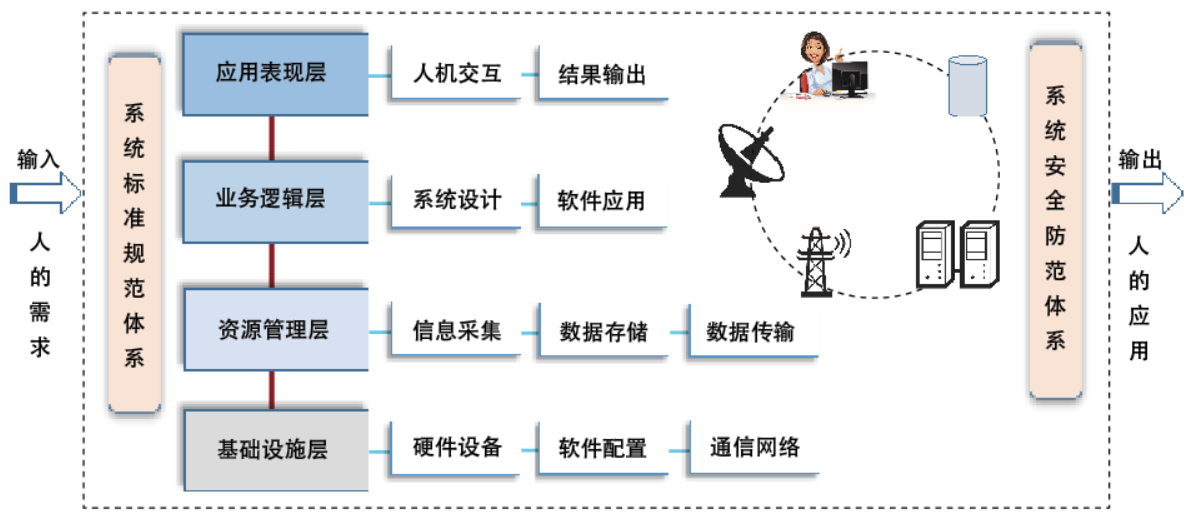 输入
人的需求
系统标准规范体系
应用表现层
人机交互
结果输出
业务逻辑层
系统设计
软件应用
资源管理层
信息采集
数据存储
数据传输
基础设施层
硬件设备
软件配置
通信网络
系统安全防范体系
输出
人的应用